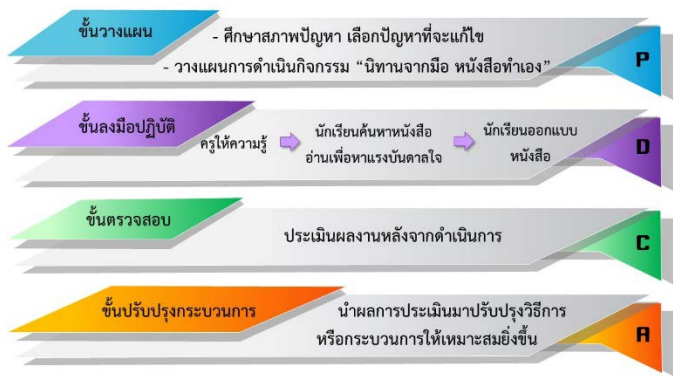 ขั้นวางแผน
- ศึกษาสภาพปัญหา เลือกปัญหาที่จะแก้ไข
- วางแผนการดำเนินกิจกรรม “นิทานจากมือ หนังสือทำเอง”
P
ขั้นลงมือปฏิบัติ
ครูให้ความรู้
นักเรียนค้นหาหนังสือ
อ่านเพื่อหาแรงบันดาลใจ
นักเรียนออกแบบ
หนังสือ
D
ขั้นตรวจสอบ
ประเมินผลงานหลังจากดำเนินการ
C
ขั้นปรับปรุงกระบวนการ
นำผลการประเมินมาปรับปรุงวิธีการ
หรือกระบวนการให้เหมาะสมยิ่งขึ้น
A